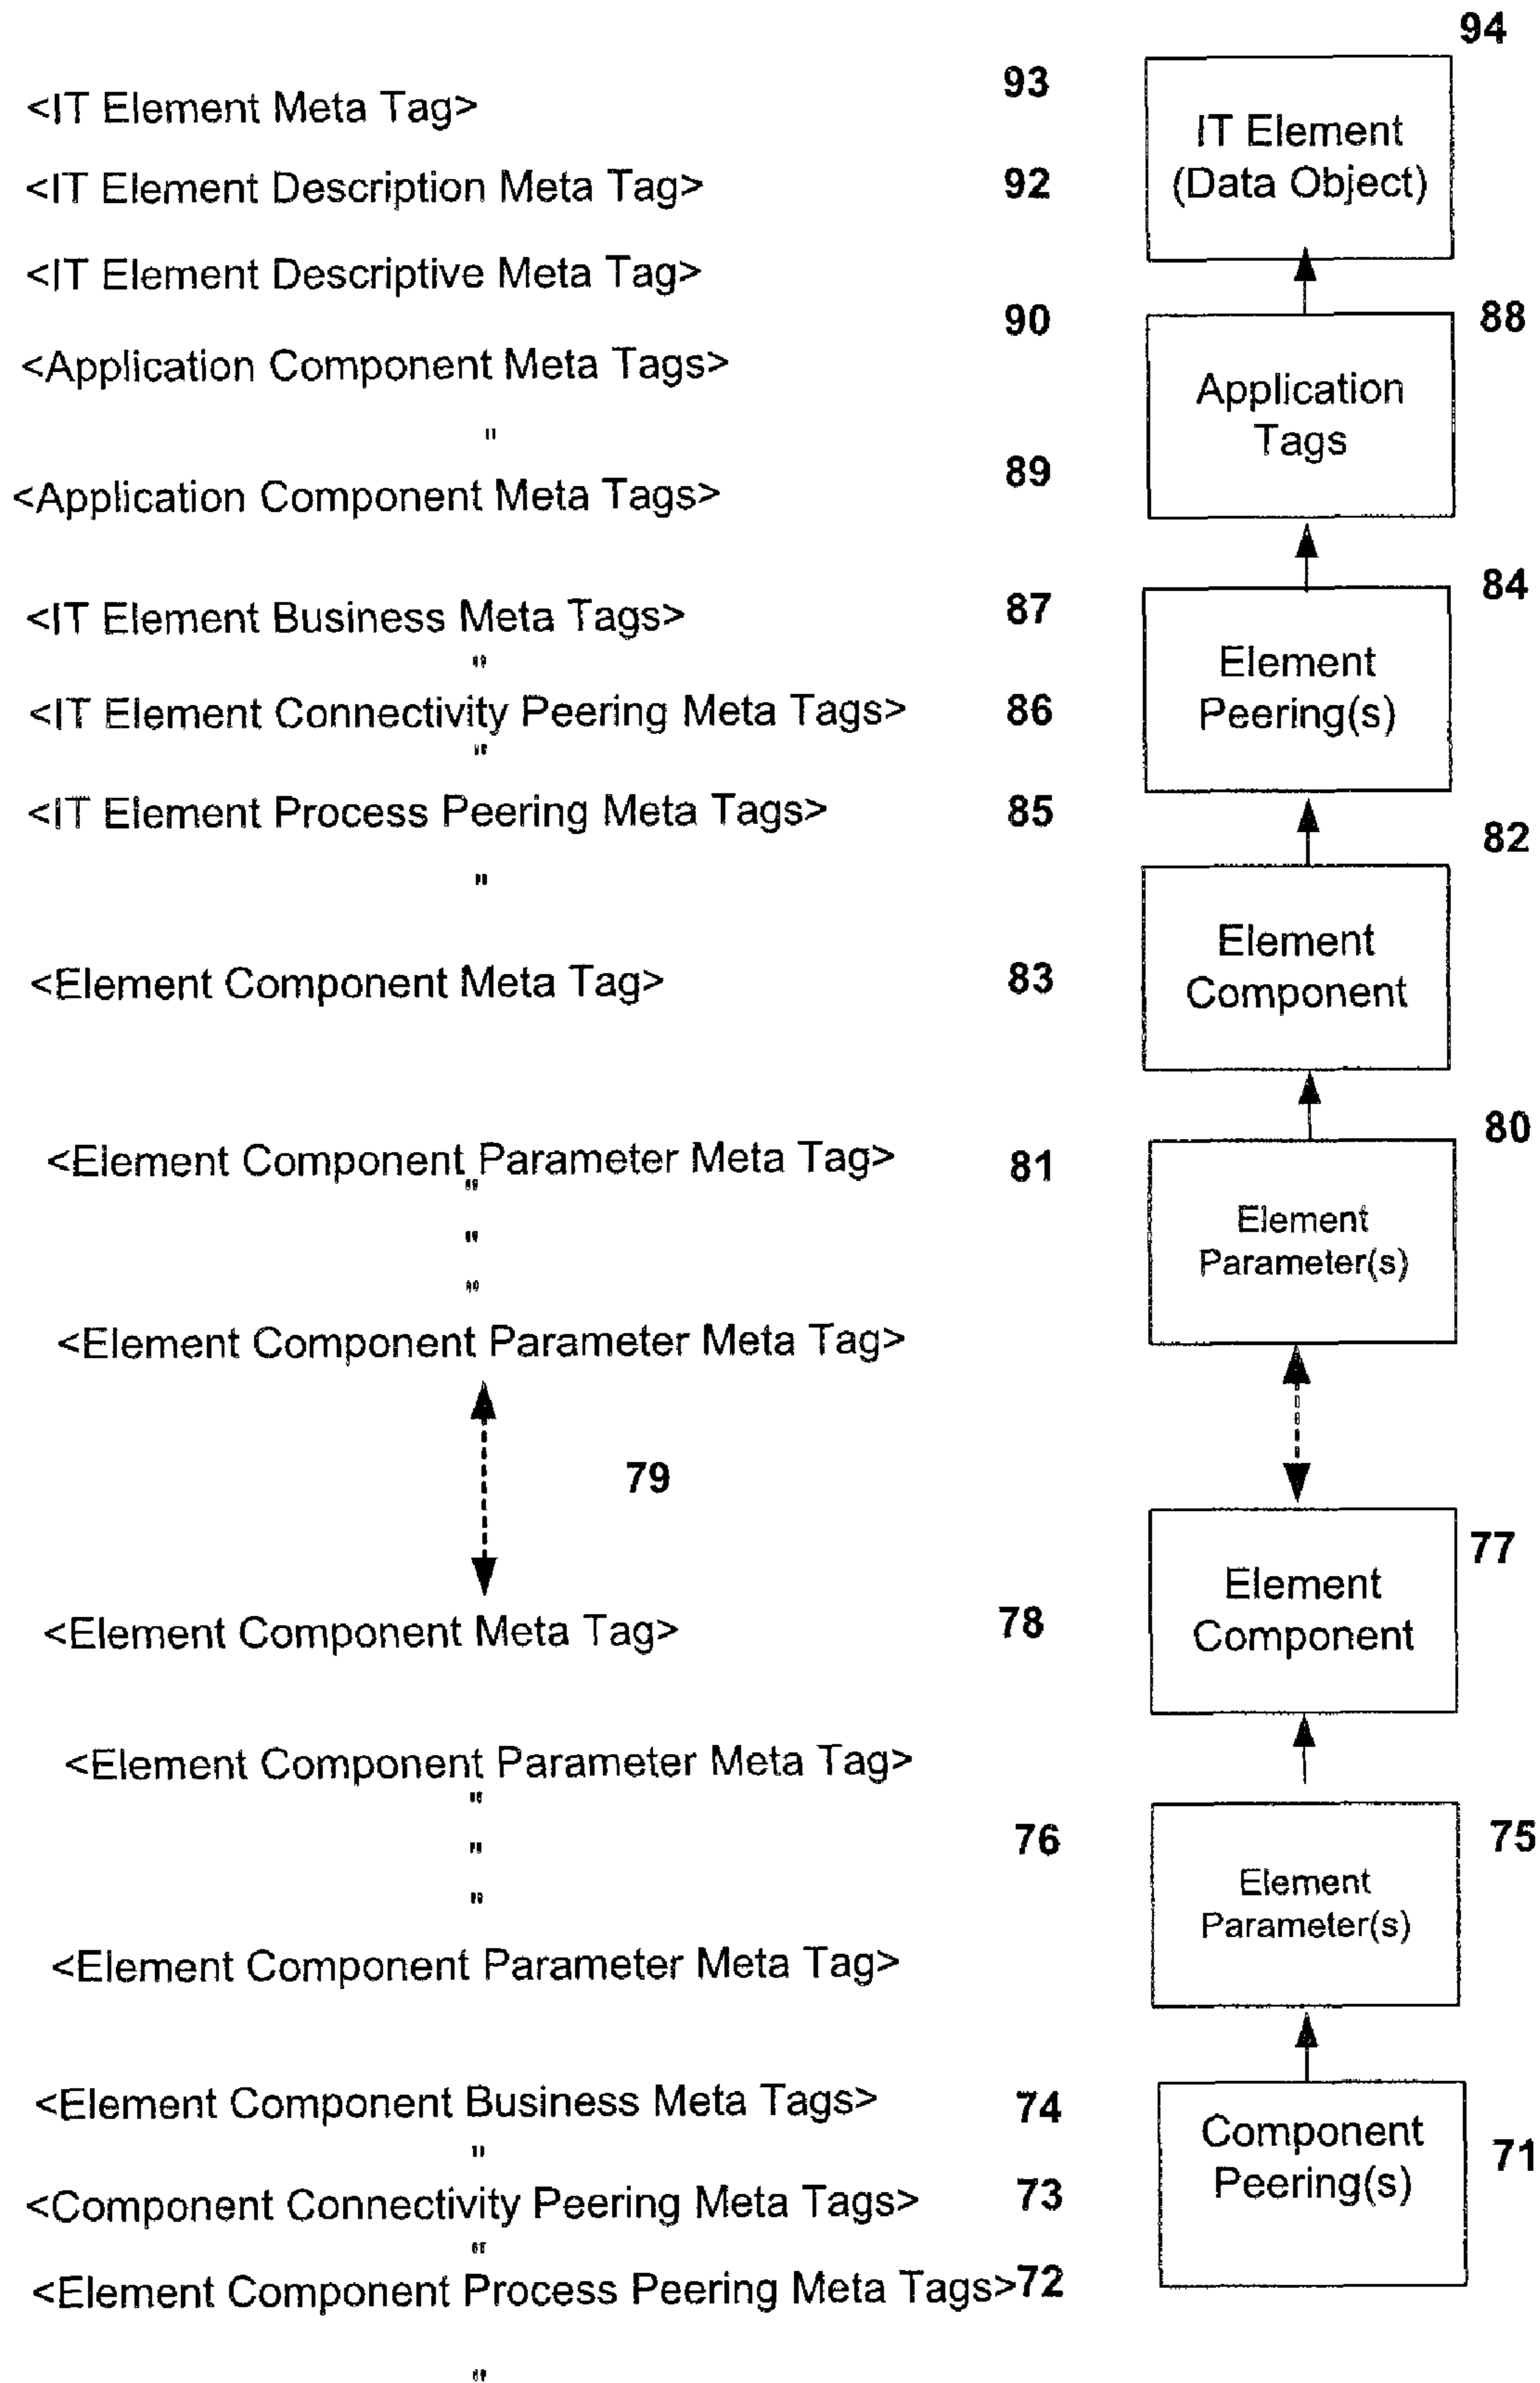 94
<IT Element Meta Tag>
93
IT Element
(Data Object)
<IT Element Description Meta Tag>
92
<IT Element Descriptive Meta Tag>
90
88
<Application Component Meta Tags>
Application
Tags
"
89
<Application Component Meta Tags>
84
<IT Element Business Meta Tags>
87
"
Element
Peering(s)
<IT Element Connectivity Peering Meta Tags>
86
"
<IT Element Process Peering Meta Tags>
85
82
"
Element
Component
<Element Component Meta Tag>
83
80
<Element Component Parameter Meta Tag>
81
"
"
"
Element
Parameter(s)
<Element Component Parameter Meta Tag>
79
77
Element
Component
<Element Component Meta Tag>
78
<Element Component Parameter Meta Tag>
"
"
"
76
75
Element
Parameter(s)
<Element Component Parameter Meta Tag>
<Element Component Business Meta Tags>
74
"
Component
Peering(s)
71
<Component Connectivity Peering Meta Tags>
73
"
<Element Component Process Peering Meta Tags>
72
"